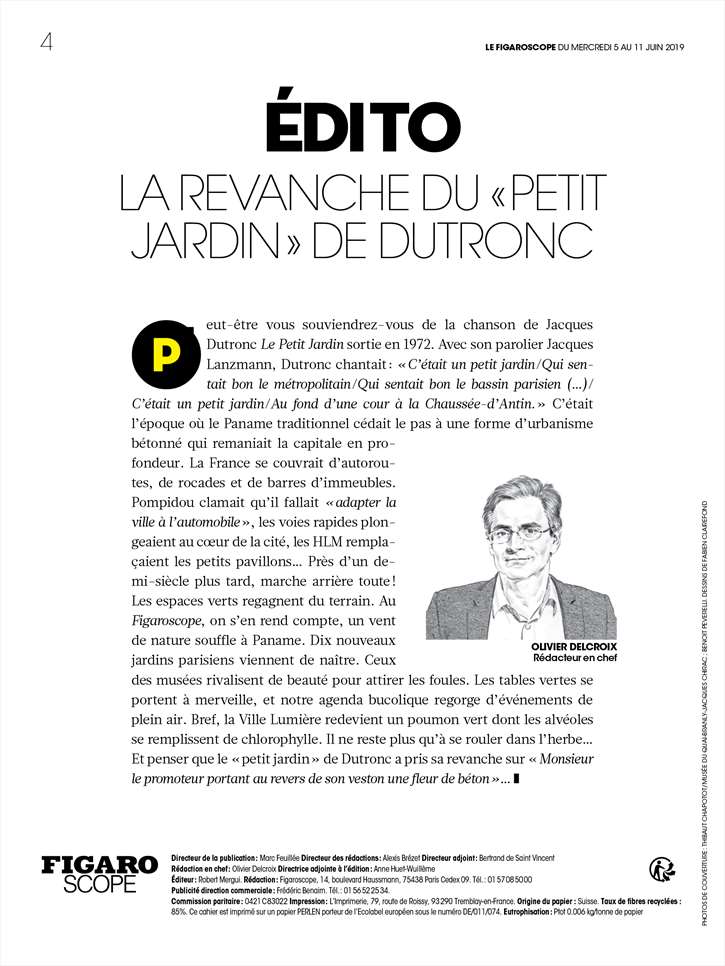 4
LE FIGAROSCOPE DU MERCREDI 5 AU 11 JUIN 2019
ÉDITO
LA REVANCHE DU « PETIT
JARDIN » DE DUTRONC
Peut-être vous souviendrez-vous de la chanson de Jacques
Dutronc Le Petit Jardin sortie en 1972. Avec son parolier Jacques
Lanzmann, Dutronc chantait : « C’était un petit jardin/Qui sen-
tait bon le métropolitain/Qui sentait bon le bassin parisien (…)/
C’était un petit jardin/Au fond d’une cour à la Chaussée-d’Antin. » C’était
l’époque où le Paname traditionnel cédait le pas à une forme d’urbanisme
bétonné qui remaniait la capitale en pro-
fondeur. La France se couvrait d’autorou-
tes, de rocades et de barres d’immeubles.
Pompidou clamait qu’il fallait « adapter la
ville à l’automobile », les voies rapides plon-
geaient au cœur de la cité, les HLM rempla-
çaient les petits pavillons… Près d’un de-
mi-siècle plus tard, marche arrière toute !
Les espaces verts regagnent du terrain. Au
Figaroscope, on s’en rend compte, un vent
de nature souffle à Paname. Dix nouveaux
jardins parisiens viennent de naître. Ceux
des musées rivalisent de beauté pour attirer les foules. Les tables vertes se
portent à merveille, et notre agenda bucolique regorge d’événements de
plein air. Bref, la Ville Lumière redevient un poumon vert dont les alvéoles
se remplissent de chlorophylle. Il ne reste plus qu’à se rouler dans l’herbe…
Et penser que le « petit jardin » de Dutronc a pris sa revanche sur « Monsieur
le promoteur portant au revers de son veston une fleur de béton »…
OLIVIER DELCROIX
Rédacteur en chef
PHOTOS DE COUVERTURE : THIBAUT CHAPOTOT/MUSÉE DU QUAI-BRANLY-JACQUES CHIRAC ; BENOIT PEVERELLI. DESSINS DE FABIEN CLAIREFOND
FIGARO
SCOPE
Directeur de la publication : Marc Feuillée Directeur des rédactions : Alexis Brézet Directeur adjoint : Bertrand de Saint Vincent
Rédaction en chef : Olivier Delcroix Directrice adjointe à l’édition : Anne Huet-Wuillème
Éditeur : Robert Mergui. Rédaction : Figaroscope, 14, boulevard Haussmann, 75438 Paris Cedex 09. Tél. : 01 57 08 50 00
Publicité direction commerciale : Frédéric Benaim. Tél. : 01 56 52 25 34.
Commission paritaire : 0421 C 83022 Impression : L’Imprimerie, 79, route de Roissy, 93290 Tremblay-en-France. Origine du papier : Suisse. Taux de fibres recyclées :
85%. Ce cahier est imprimé sur un papier PERLEN porteur de l’Ecolabel européen sous le numéro DE/011/074. Eutrophisation : Ptot 0.006 kg/tonne de papier